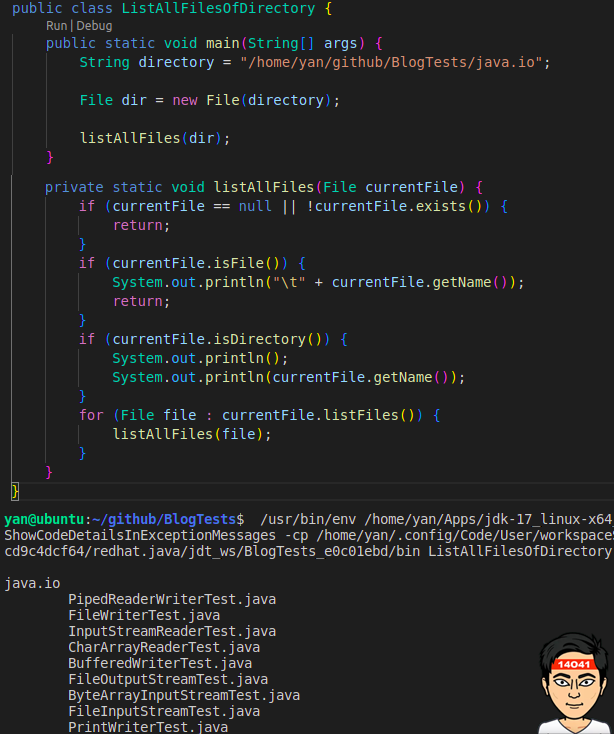 public class ListAllFilesOfDirectory {
Run | Debug
public static void main(String[] args) {
String directory = "/home/yan/github/BlogTests/java.io";
File dir = new File(directory);
listAllFiles(dir);
}
private static void listAllFiles(File currentFile) {
if (currentFile == null || !currentFile.exists()) {
return;
}
if (currentFile.isFile()) {
System.out.println("\t" + currentFile.getName());
return;
}
if (currentFile.isDirectory()) {
System.out.println();
System.out.println(currentFile.getName());
}
for (File file : currentFile.listFiles()) {
listAllFiles(file);
}
}
}
yan@ubuntu:~/github/BlogTests$ /usr/bin/env /home/yan/Apps/jdk-17_linux-x64
ShowCodeDetailsInExceptionMessages -cp /home/yan/.config/Code/User/workspaceS
cd9c4dcf64/redhat.java/jdt_ws/BlogTests_e0c01ebd/bin ListAllFilesOfDirectory
java.io
PipedReaderWriterTest.java
FileWriterTest.java
InputStreamReaderTest.java
CharArrayReaderTest.java
BufferedWriterTest.java
FileOutputStreamTest.java
ByteArrayInputStreamTest.java
FileInputStreamTest.java
PrintWriterTest.java
14041